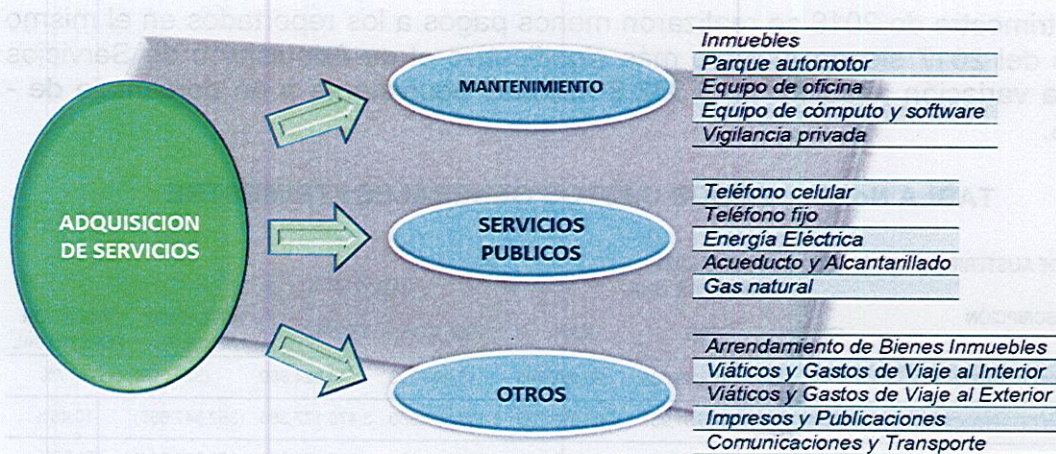 ADQUISICION
DE SERVICIOS
MANTENIMIENTO
Inmuebles
Parque automotor
Equipo de oficina
Equipo de cómputo y software
Vigilancia privada
SERVICIOS
PUBLICOS
Teléfono celular
Teléfono fijo
Energía Eléctrica
Acueducto y Alcantarillado
Gas natural
OTROS
Arrendamiento de Bienes Inmuebles
Viáticos y Gastos de Viaje al Interior
Viáticos y Gastos de Viaje al Exterior
Impresos y Publicaciones
Comunicaciones y Transporte